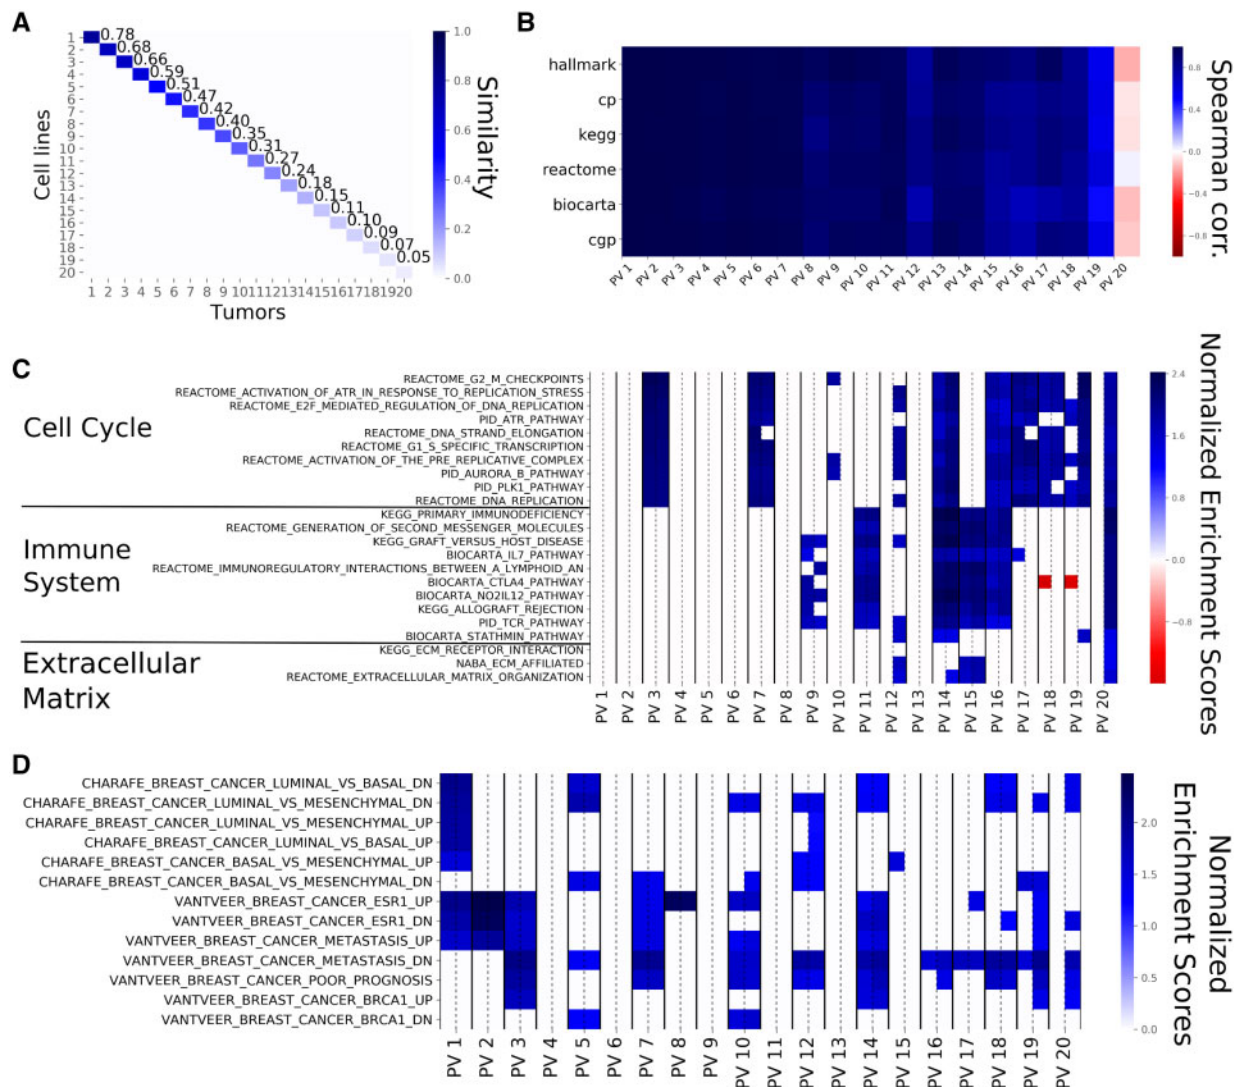 A
1
2
3
4
5
6
7
8
9
10
11
12
13
14
15
16
17
18
19
20
Cell lines
0.78
0.68
0.66
0.59
0.51
0.47
0.42
0.40
0.35
0.31
0.27
0.24
0.18
0.15
0.11
0.10
0.09
0.07
0.05
1 2 3 4 5 6 7 8 9 10 11 12 13 14 15 16 17 18 19 20
Tumors
1.0
0.8
0.6
0.4
0.2
0.0
Similarity
B
hallmark
cp
kegg
reactome
biocarta
cgp
PV 1 PV 2 PV 3 PV 4 PV 5 PV 6 PV 7 PV 8 PV 9 PV 10 PV 11 PV 12 PV 13 PV 14 PV 15 PV 16 PV 17 PV 18 PV 19 PV 20
0.8
0.4
0.0
−0.4
−0.8
Spearman corr.
C
Cell Cycle
REACTOME_G2_M_CHECKPOINTS
REACTOME_ACTIVATION_OF_ATR_IN_RESPONSE_TO_REPLICATION_STRESS
REACTOME_E2F_MEDIATED_REGULATION_OF_DNA_REPLICATION
PID_ATR_PATHWAY
REACTOME_DNA_STRAND_ELONGATION
REACTOME_G1_S_SPECIFIC_TRANSCRIPTION
REACTOME_ACTIVATION_OF_THE_PRE_REPLICATIVE_COMPLEX
PID_AURORA_B_PATHWAY
PID_PLK1_PATHWAY
REACTOME_DNA_REPLICATION
Immune
System
KEGG_PRIMARY_IMMUNODEFICIENCY
REACTOME_GENERATION_OF_SECOND_MESSENGER_MOLECULES
KEGG_GRAFT_VERSUS_HOST_DISEASE
BIOCARTA_IL7_PATHWAY
REACTOME_IMMUNOREGULATORY_INTERACTIONS_BETWEEN_A_LYMPHOID_AN
BIOCARTA_CTLA4_PATHWAY
BIOCARTA_NO2IL12_PATHWAY
KEGG_ALLOGRAFT_REJECTION
PID_TCR_PATHWAY
BIOCARTA_STATHMIN_PATHWAY
Extracellular
Matrix
KEGG_ECM_RECEPTOR_INTERACTION
NABA_ECM_AFFILIATED
REACTOME_EXTRACELLULAR_MATRIX_ORGANIZATION
PV 1 PV 2 PV 3 PV 4 PV 5 PV 6 PV 7 PV 8 PV 9 PV 10 PV 11 PV 12 PV 13 PV 14 PV 15 PV 16 PV 17 PV 18 PV 19 PV 20
2.4
1.6
0.8
0.0
−0.8
Normalized Enrichment Scores
D
CHARAFE_BREAST_CANCER_LUMINAL_VS_BASAL_DN
CHARAFE_BREAST_CANCER_LUMINAL_VS_MESENCHYMAL_DN
CHARAFE_BREAST_CANCER_LUMINAL_VS_MESENCHYMAL_UP
CHARAFE_BREAST_CANCER_LUMINAL_VS_BASAL_UP
CHARAFE_BREAST_CANCER_BASAL_VS_MESENCHYMAL_UP
CHARAFE_BREAST_CANCER_BASAL_VS_MESENCHYMAL_DN
VANTVEER_BREAST_CANCER_ESR1_UP
VANTVEER_BREAST_CANCER_ESR1_DN
VANTVEER_BREAST_CANCER_METASTASIS_UP
VANTVEER_BREAST_CANCER_METASTASIS_DN
VANTVEER_BREAST_CANCER_POOR_PROGNOSIS
VANTVEER_BREAST_CANCER_BRCA1_UP
VANTVEER_BREAST_CANCER_BRCA1_DN
PV 1 PV 2 PV 3 PV 4 PV 5 PV 6 PV 7 PV 8 PV 9 PV 10 PV 11 PV 12 PV 13 PV 14 PV 15 PV 16 PV 17 PV 18 PV 19 PV 20
2.0
1.5
1.0
0.5
0.0
Normalized
Enrichment Scores